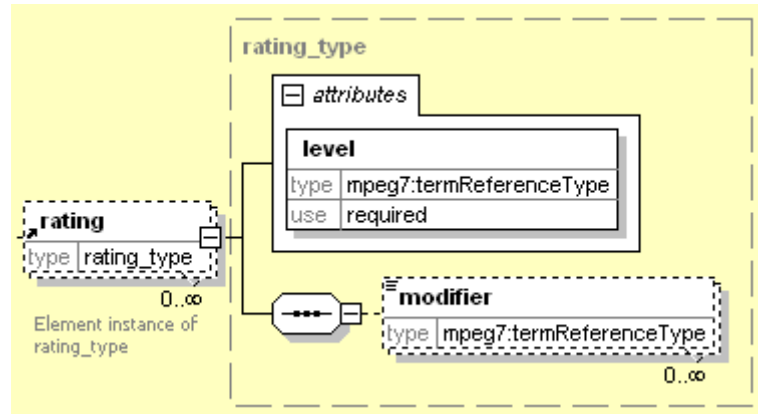 rating_type
attributes
level
type mpeg7:termReferenceType
use required
rating
type rating_type
0..∞
Element instance of
rating_type
modifier
type mpeg7:termReferenceType
0..∞